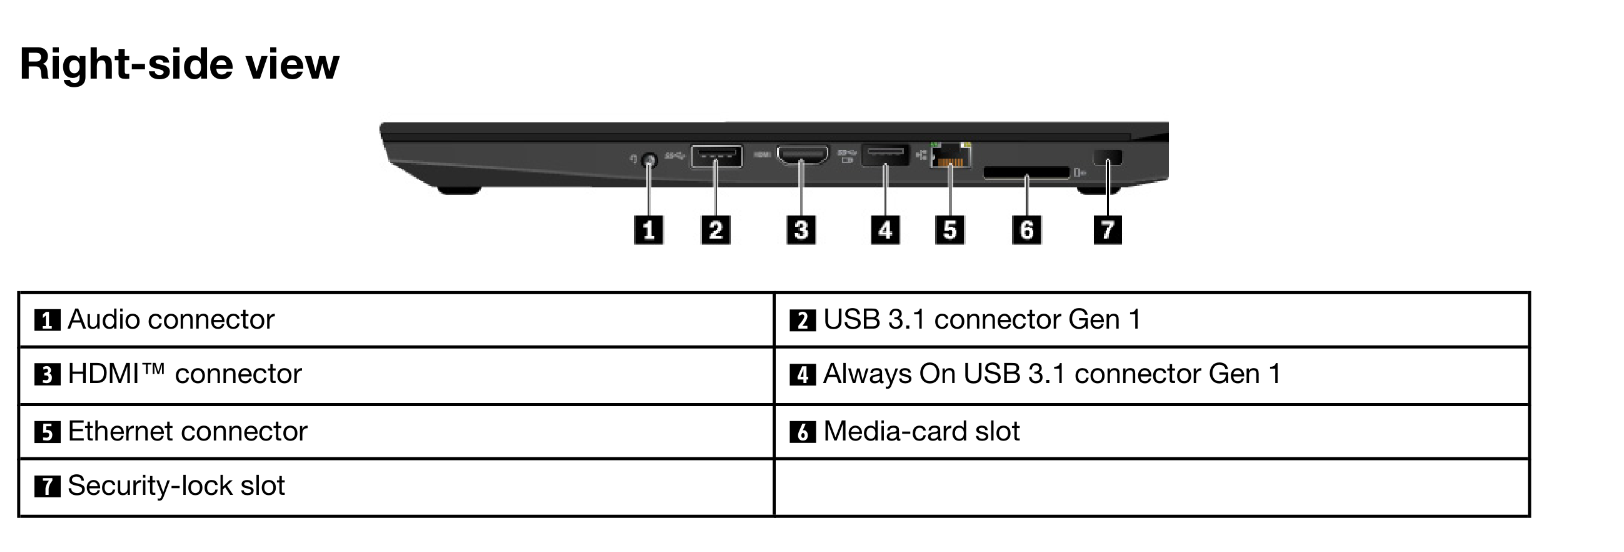 Right-side view
HDMI
1 2 3 4 5 6 7
1 Audio connector
2 USB 3.1 connector Gen 1
3 HDMI™ connector
4 Always On USB 3.1 connector Gen 1
5 Ethernet connector
6 Media-card slot
7 Security-lock slot